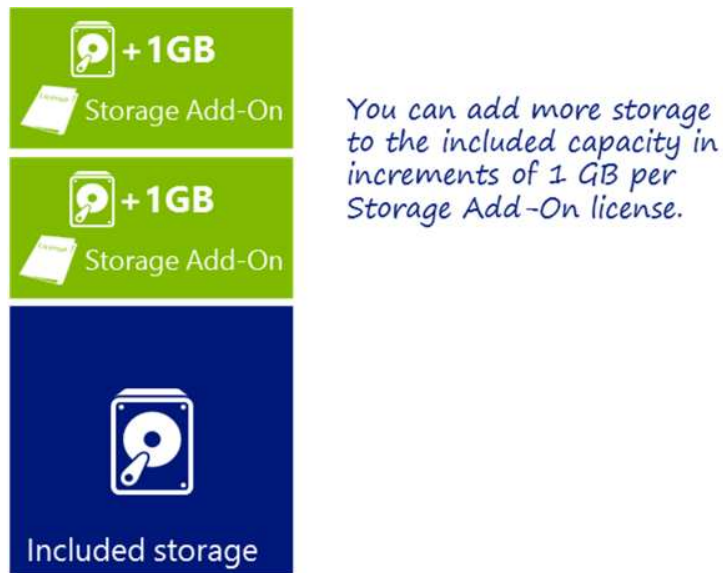 +1GB
Storage Add-On
You can add more storage
to the included capacity in
increments of 1 GB per
Storage Add-On license.
+1GB
Storage Add-On
Included storage